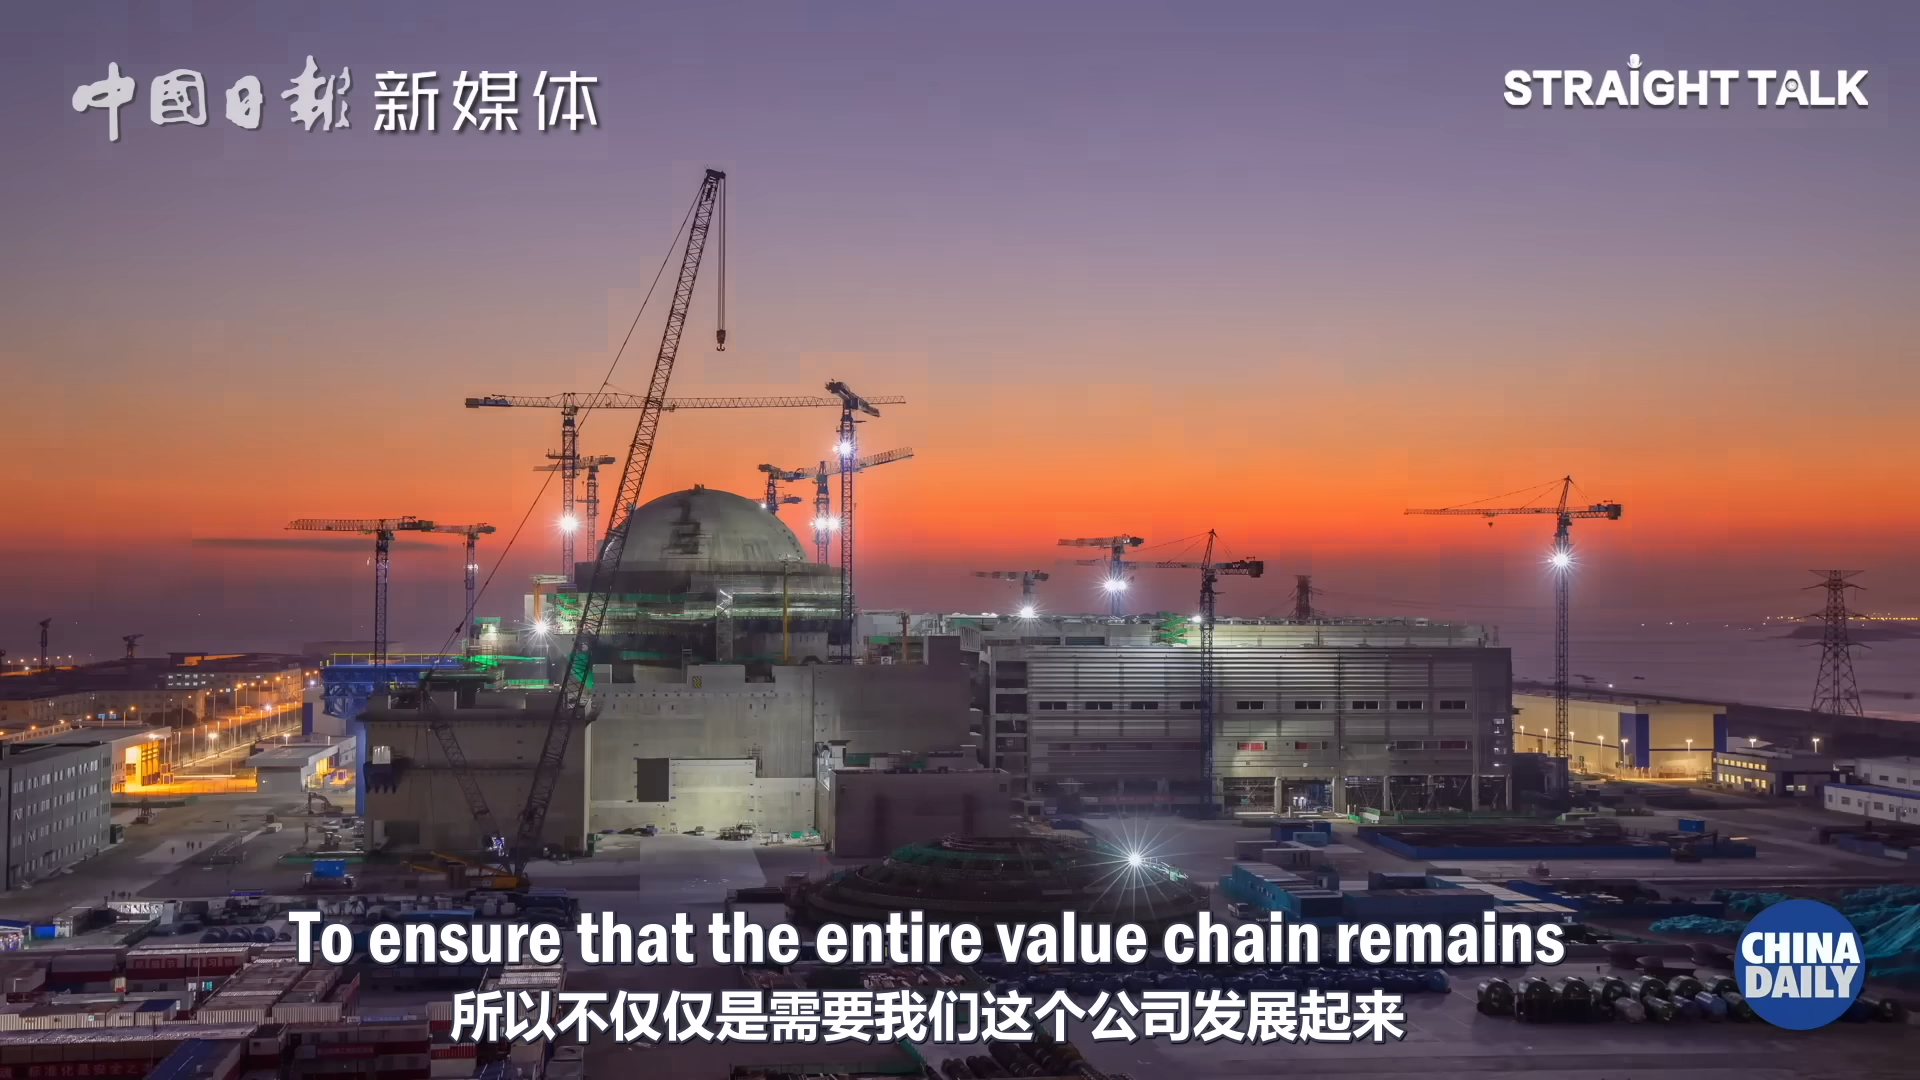 中国日报 新媒体
STRAIGHT TALK
To ensure that the entire value chain remains
所以不仅仅是需要我们这个公司发展起来
CHINA
DAILY